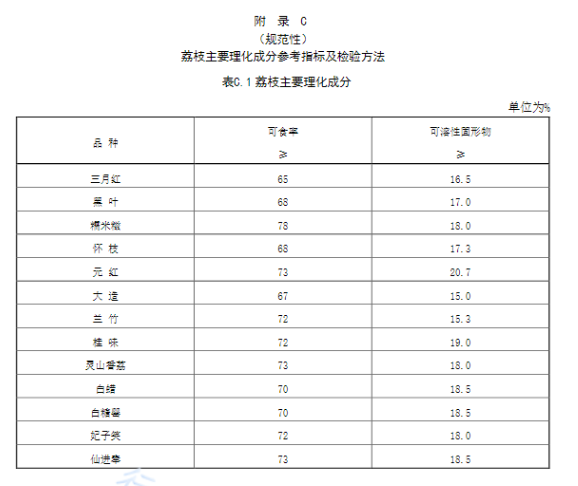 附 录 C
（规范性）
荔枝主要理化成分参考指标及检验方法
表C.1 荔枝主要理化成分
单位为%
品 种 可食率 ≥ 可溶性固形物 ≥
三月红 65 16.5
黑 叶 68 17.0
糯米糍 78 18.0
怀 枝 68 17.3
元 红 73 20.7
大 造 67 15.0
兰 竹 72 15.3
桂 味 72 19.0
灵山香荔 73 18.0
白蜡 70 18.5
白糖罂 70 18.5
妃子笑 72 18.0
仙进奉 73 18.5